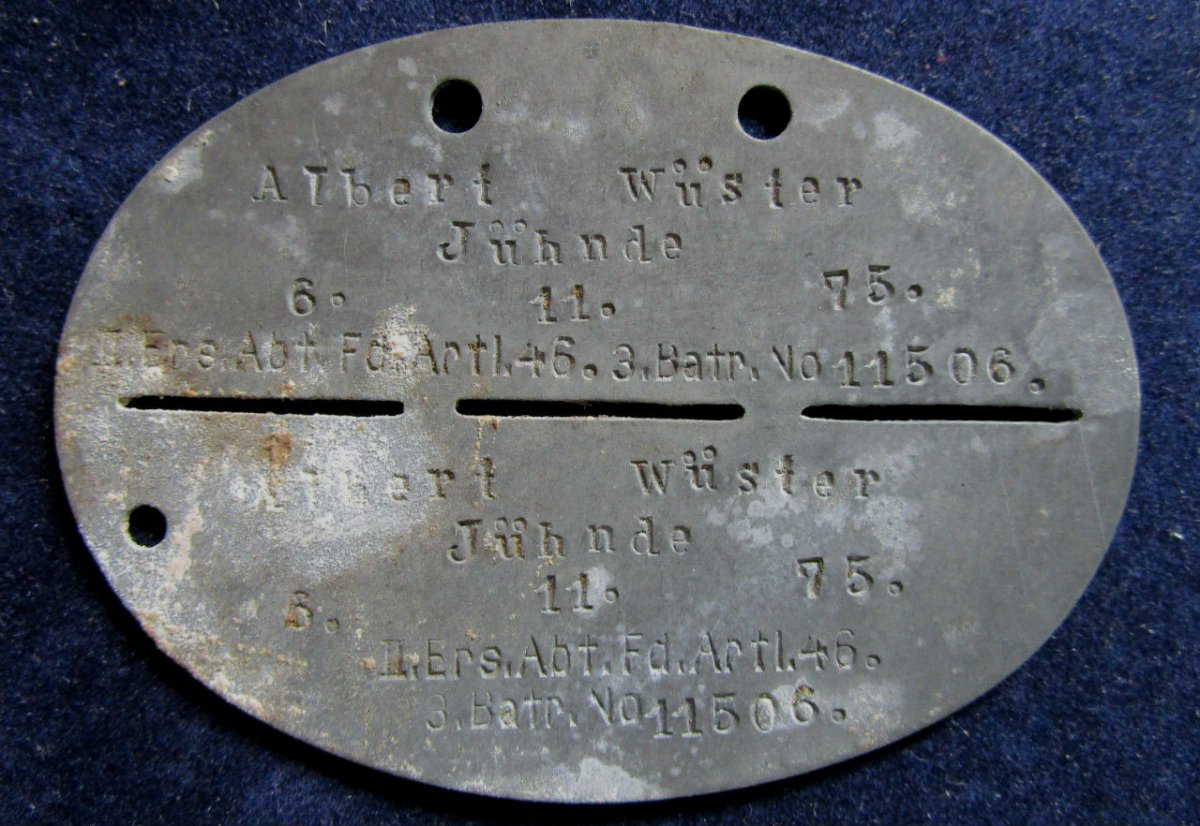 Albert Wüster
Jühnde
6. 11. 75.
II.Ers.Abt.Fd.Artl.46.3.Batr.No11506.
Albert Wüster
Jühnde
6. 11. 75.
II.Ers.Abt.Fd.Artl.46.
3.Batr.No11506.